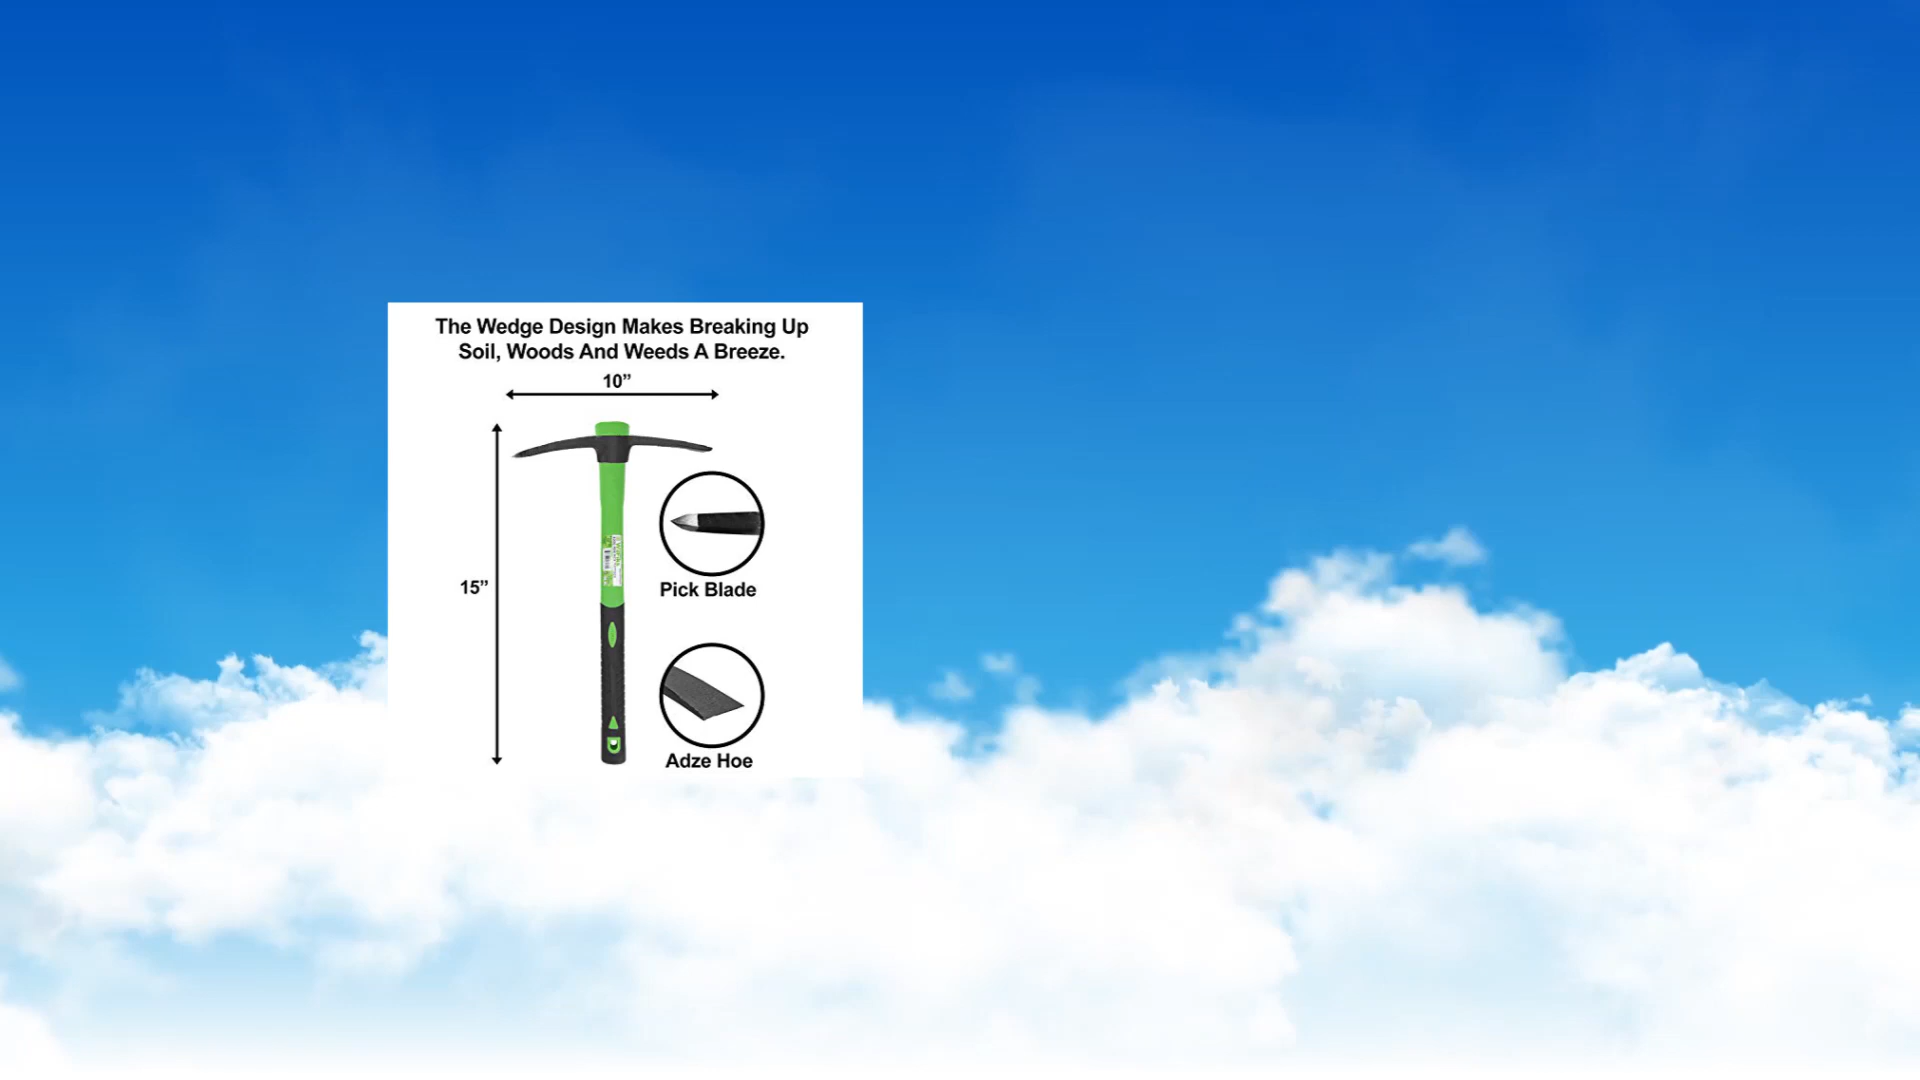 The Wedge Design Makes Breaking Up
Soil, Woods And Weeds A Breeze.
10”
15”
Pick Blade
Adze Hoe